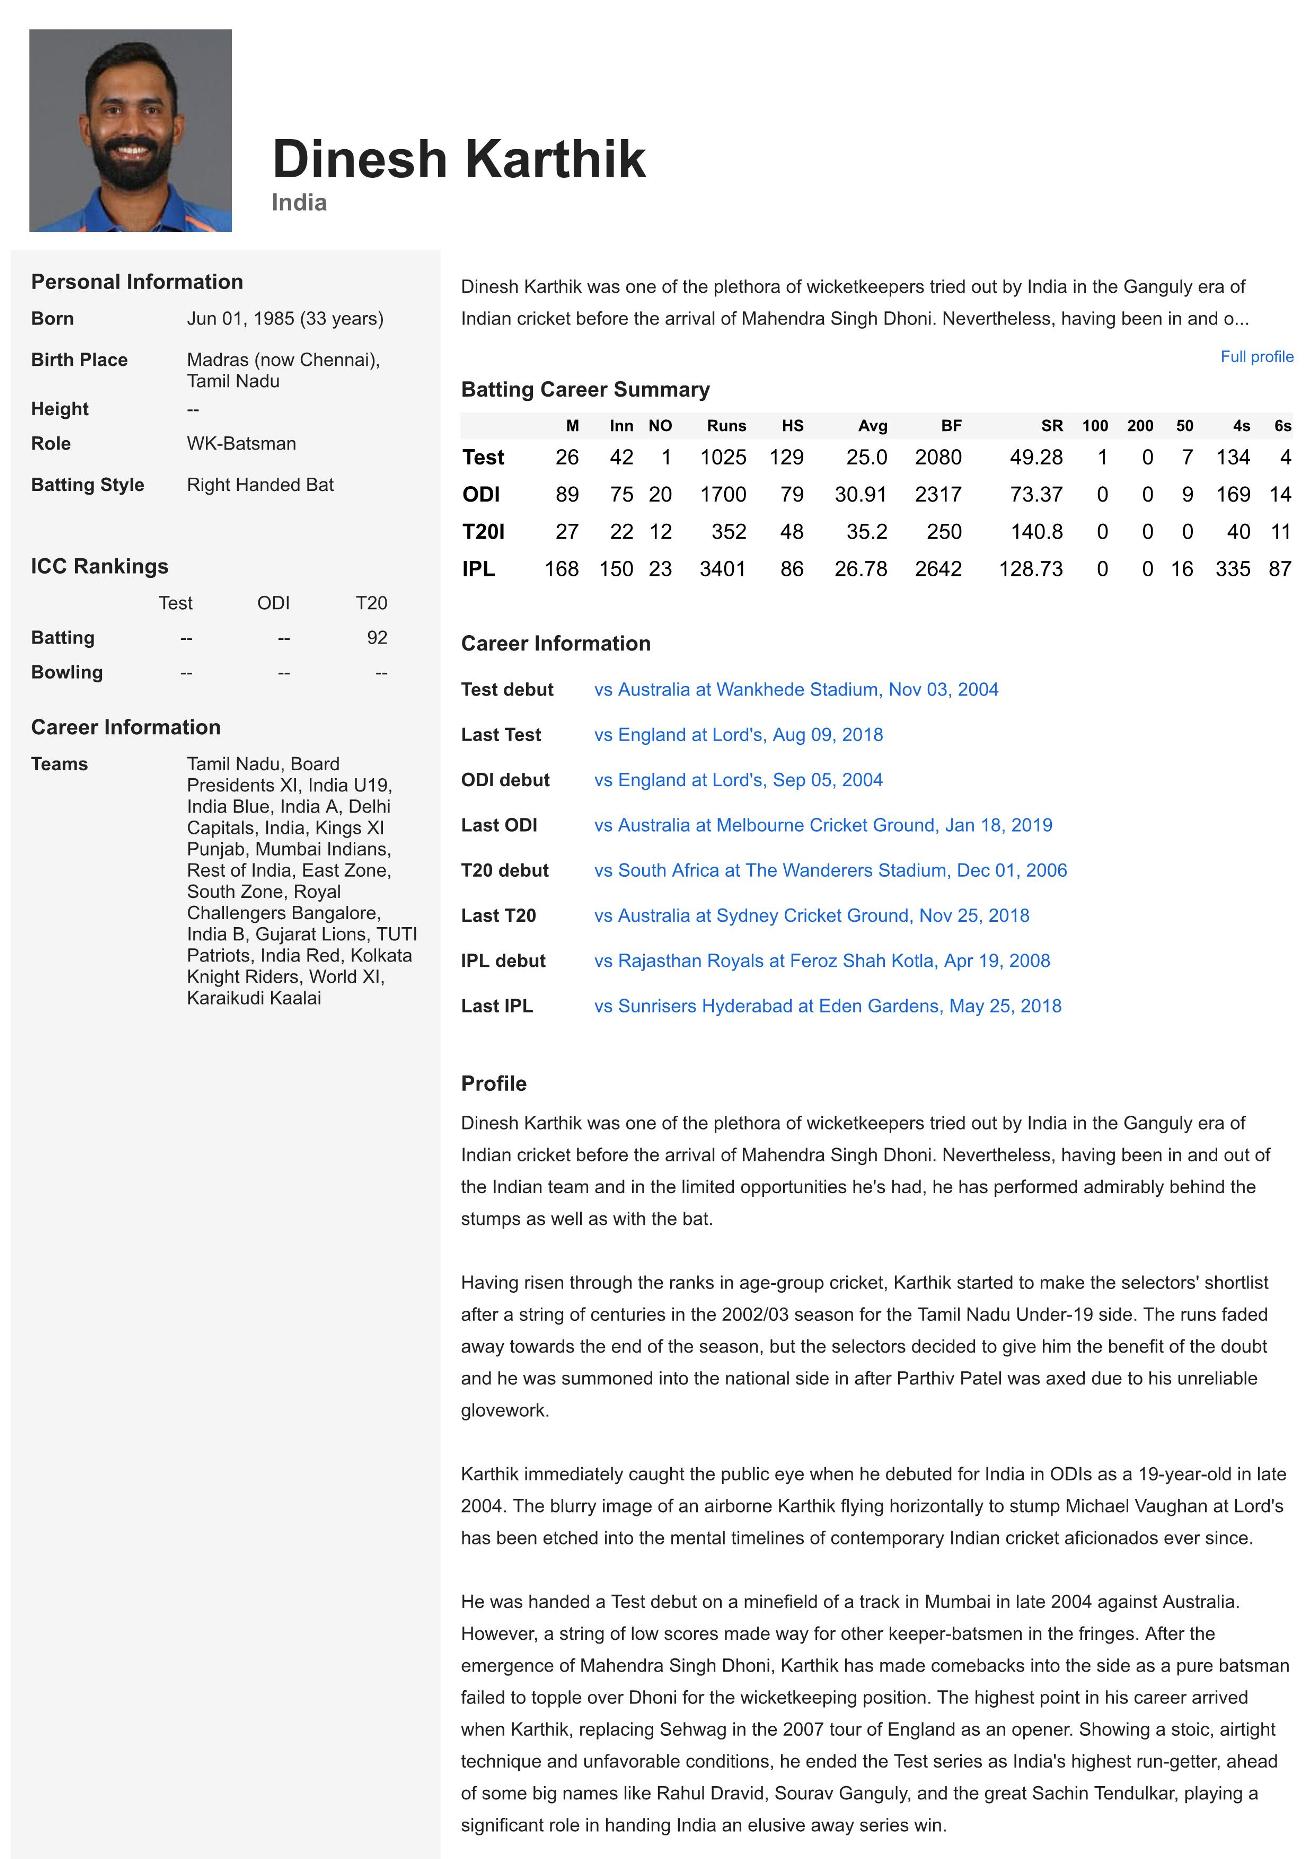 Dinesh Karthik
India
Personal Information
Born Jun 01, 1985 (33 years)
Birth Place Madras (now Chennai),
Tamil Nadu
Height --
Role WK-Batsman
Batting Style Right Handed Bat
ICC Rankings
Test ODI T20
Batting -- -- 92
Bowling -- -- --
Career Information
Teams Tamil Nadu, Board
Presidents XI, India U19,
India Blue, India A, Delhi
Capitals, India, Kings XI
Punjab, Mumbai Indians,
Rest of India, East Zone,
South Zone, Royal
Challengers Bangalore,
India B, Gujarat Lions, TUTI
Patriots, India Red, Kolkata
Knight Riders, World XI,
Karaikudi Kaalai
Dinesh Karthik was one of the plethora of wicketkeepers tried out by India in the Ganguly era of
Indian cricket before the arrival of Mahendra Singh Dhoni. Nevertheless, having been in and o...
Full profile
Batting Career Summary
M Inn NO Runs HS Avg BF SR 100 200 50 4s 6s
Test 26 42 1 1025 129 25.0 2080 49.28 1 0 7 134 4
ODI 89 75 20 1700 79 30.91 2317 73.37 0 0 9 169 14
T20I 27 22 12 352 48 35.2 250 140.8 0 0 0 40 11
IPL 168 150 23 3401 86 26.78 2642 128.73 0 0 16 335 87
Career Information
Test debut vs Australia at Wankhede Stadium, Nov 03, 2004
Last Test vs England at Lord's, Aug 09, 2018
ODI debut vs England at Lord's, Sep 05, 2004
Last ODI vs Australia at Melbourne Cricket Ground, Jan 18, 2019
T20 debut vs South Africa at The Wanderers Stadium, Dec 01, 2006
Last T20 vs Australia at Sydney Cricket Ground, Nov 25, 2018
IPL debut vs Rajasthan Royals at Feroz Shah Kotla, Apr 19, 2008
Last IPL vs Sunrisers Hyderabad at Eden Gardens, May 25, 2018
Profile
Dinesh Karthik was one of the plethora of wicketkeepers tried out by India in the Ganguly era of
Indian cricket before the arrival of Mahendra Singh Dhoni. Nevertheless, having been in and out of
the Indian team and in the limited opportunities he's had, he has performed admirably behind the
stumps as well as with the bat.
Having risen through the ranks in age-group cricket, Karthik started to make the selectors' shortlist
after a string of centuries in the 2002/03 season for the Tamil Nadu Under-19 side. The runs faded
away towards the end of the season, but the selectors decided to give him the benefit of the doubt
and he was summoned into the national side in after Parthiv Patel was axed due to his unreliable
glovework.
Karthik immediately caught the public eye when he debuted for India in ODIs as a 19-year-old in late
2004. The blurry image of an airborne Karthik flying horizontally to stump Michael Vaughan at Lord's
has been etched into the mental timelines of contemporary Indian cricket aficionados ever since.
He was handed a Test debut on a minefield of a track in Mumbai in late 2004 against Australia.
However, a string of low scores made way for other keeper-batsmen in the fringes. After the
emergence of Mahendra Singh Dhoni, Karthik has made comebacks into the side as a pure batsman
failed to topple over Dhoni for the wicketkeeping position. The highest point in his career arrived
when Karthik, replacing Sehwag in the 2007 tour of England as an opener. Showing a stoic, airtight
technique and unfavorable conditions, he ended the Test series as India's highest run-getter, ahead
of some big names like Rahul Dravid, Sourav Ganguly, and the great Sachin Tendulkar, playing a
significant role in handing India an elusive away series win.